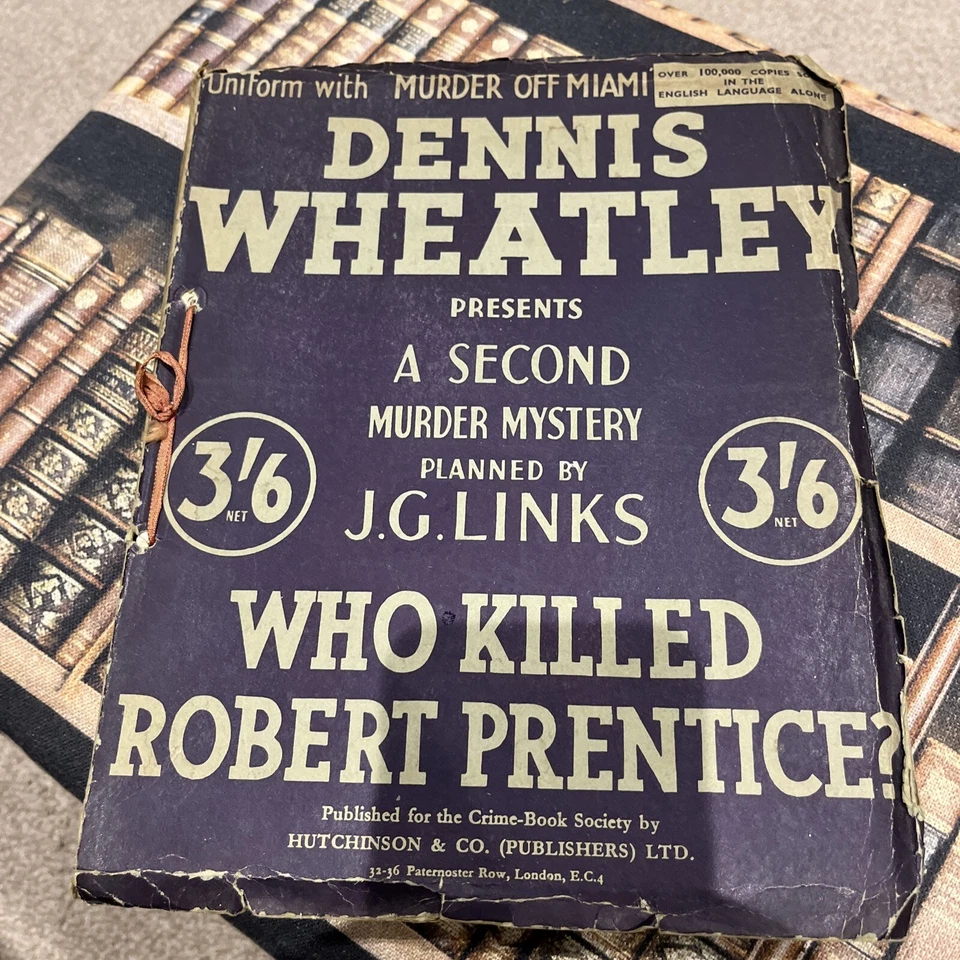 Uniform with "MURDER OFF MIAMI"
OVER 100,000 COPIES
IN THE
ENGLISH LANGUAGE ALONE
DENNIS
WHEATLEY
PRESENTS
A SECOND
MURDER MYSTERY
PLANNED BY
J.G. LINKS
3'/6
NET
3'/6
NET
WHO KILLED
ROBERT PRENTICE?
Published for the Crime-Book Society by
HUTCHINSON & CO. (PUBLISHERS) LTD.
32-36 Paternoster Row, London, E.C.4